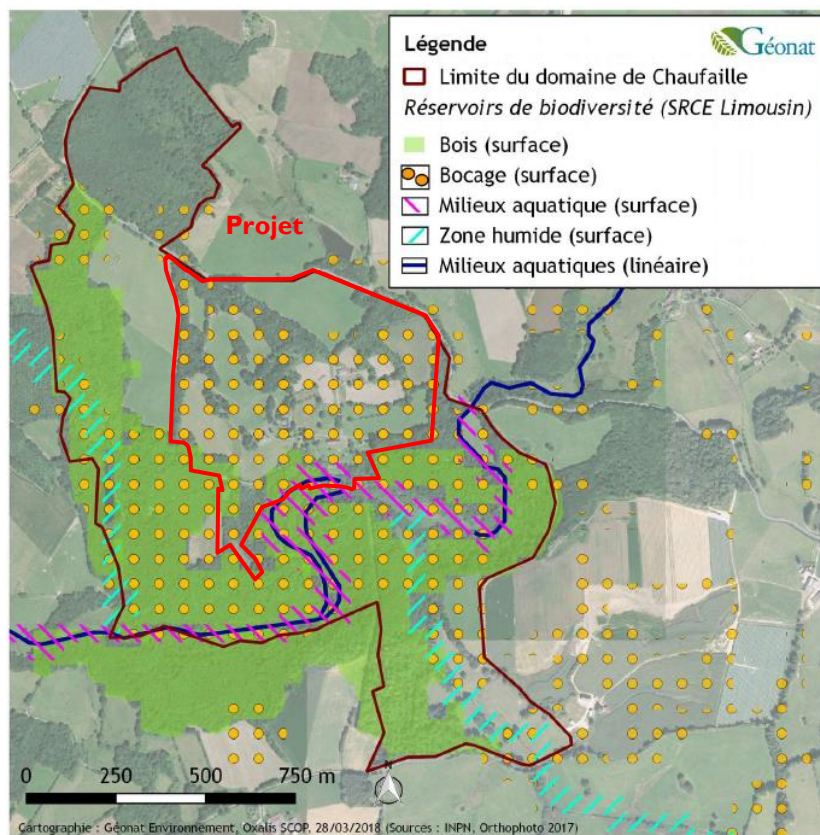 Légende
Géonat
Limite du domaine de Chaufaille
Réservoirs de biodiversité (SRCE Limousin)
Bois (surface)
Bocage (surface)
Milieux aquatique (surface)
Zone humide (surface)
Milieux aquatiques (linéaire)
Projet
0 250 500 750 m
N
Cartographie : Géonat Environnement, Oxalis SCOP, 28/03/2018 (Sources : INPN, Orthophoto 2017)